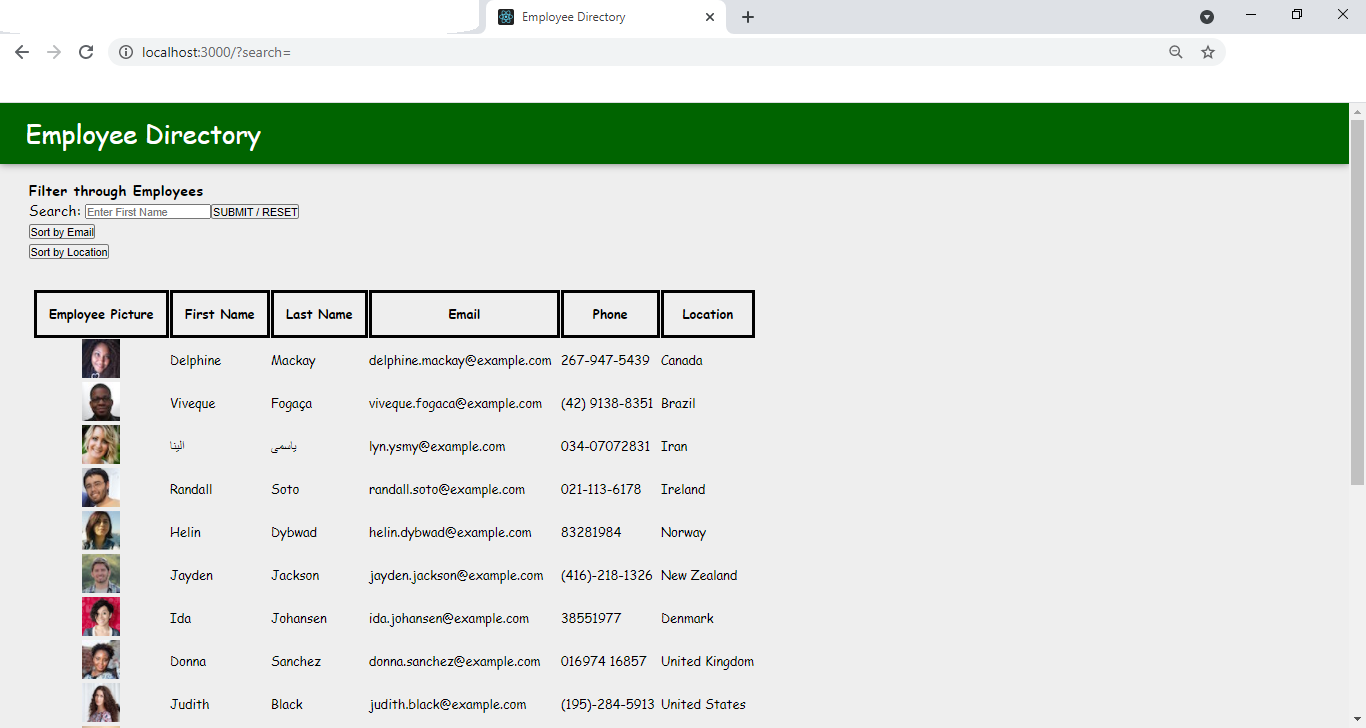 Employee Directory
localhost:3000/?search=
Employee Directory
Filter through Employees
Search: Enter First Name SUBMIT / RESET
Sort by Email
Sort by Location
Employee Picture First Name Last Name Email Phone Location
Delphine Mackay delphine.mackay@example.com 267-947-5439 Canada
Viveque Fogaça viveque.fogaca@example.com (42) 9138-8351 Brazil
الینا یاسمی lyn.ysmy@example.com 034-07072831 Iran
Randall Soto randall.soto@example.com 021-113-6178 Ireland
Helin Dybwad helin.dybwad@example.com 83281984 Norway
Jayden Jackson jayden.jackson@example.com (416)-218-1326 New Zealand
Ida Johansen ida.johansen@example.com 38551977 Denmark
Donna Sanchez donna.sanchez@example.com 016974 16857 United Kingdom
Judith Black judith.black@example.com (195)-284-5913 United States